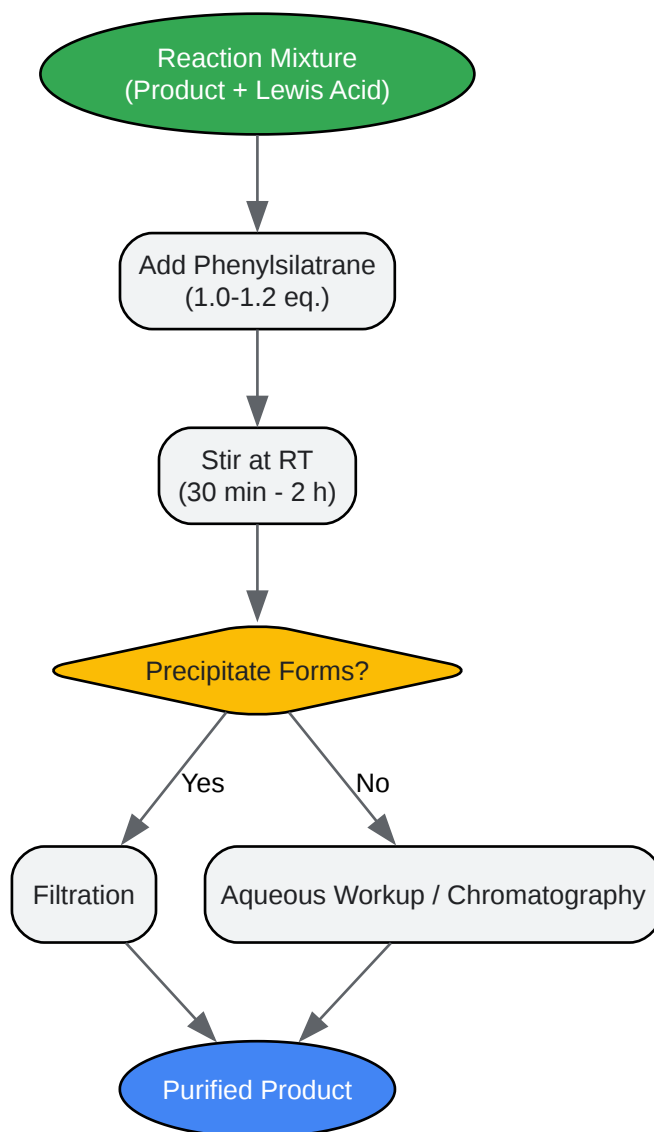 Reaction Mixture
(Product + Lewis Acid)
Add Phenylsilatrane
(1.0-1.2 eq.)
Stir at RT
(30 min - 2 h)
Precipitate Forms?
Yes
No
Filtration
Aqueous Workup / Chromatography
Purified Product